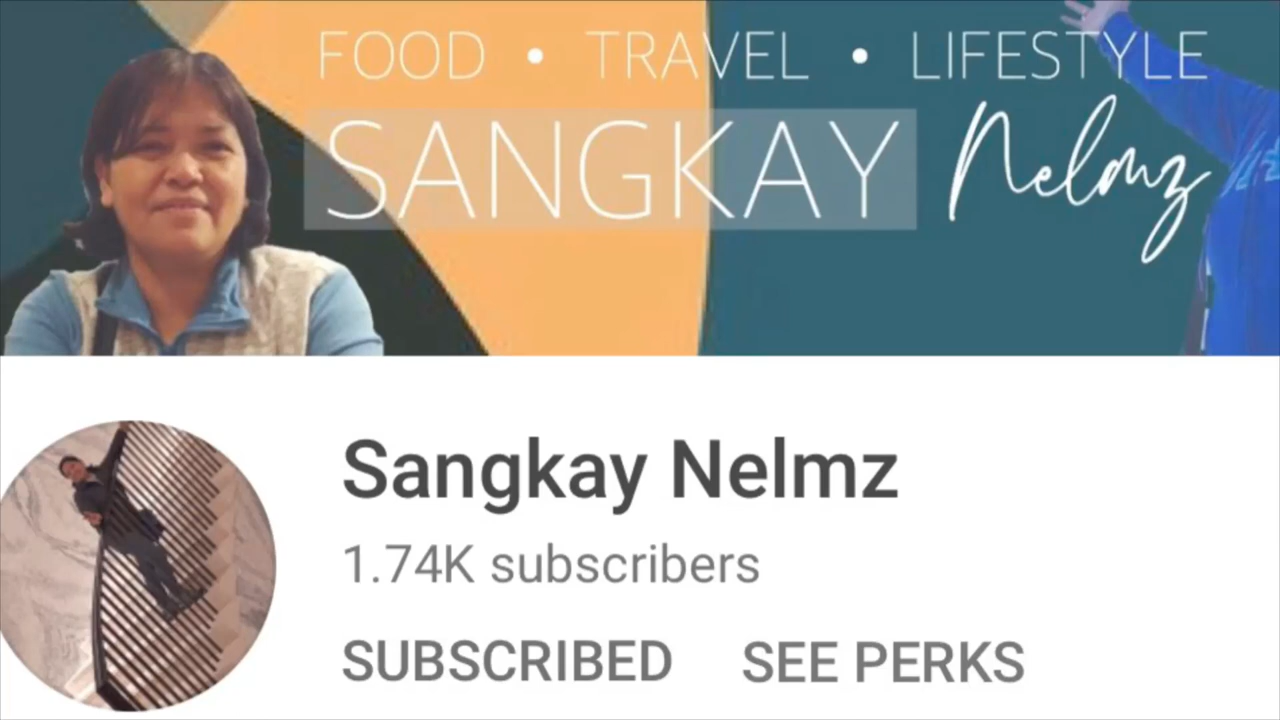 FOOD • TRAVEL • LIFESTYLE
SANGKAY Nelmz
Sangkay Nelmz
1.74K subscribers
SUBSCRIBED SEE PERKS